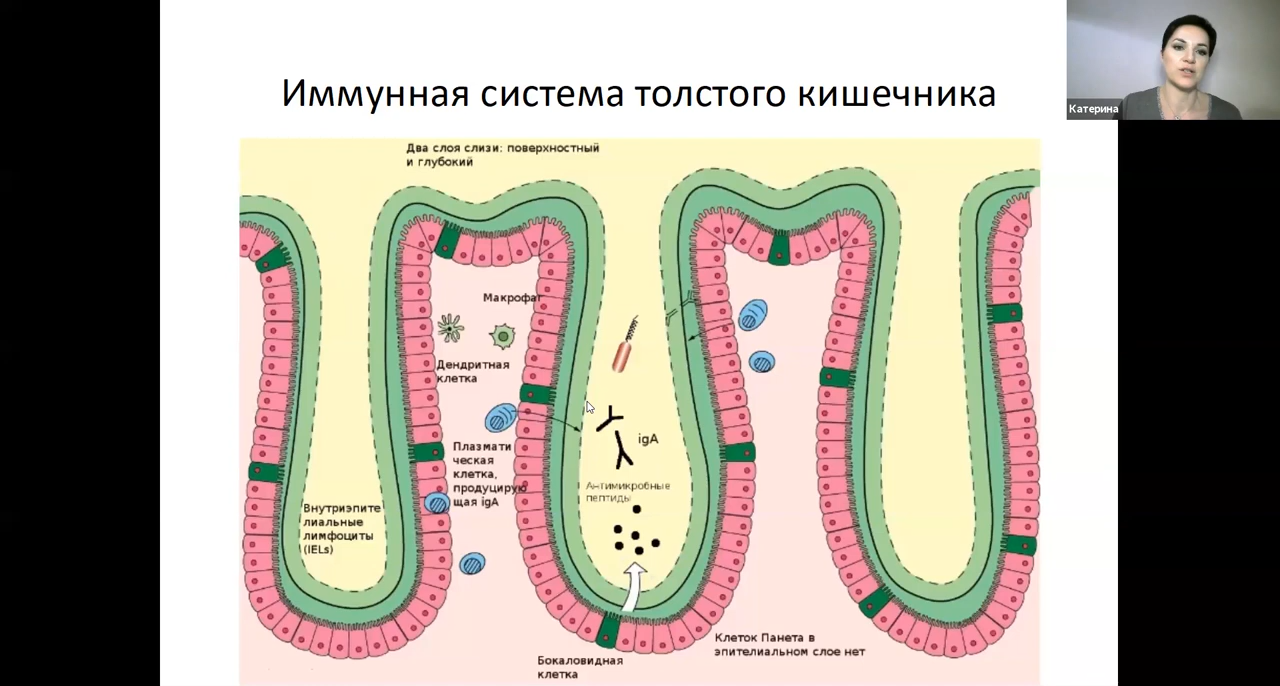 Иммунная система толстого кишечника
Катерина
Два слоя слизи: поверхностный
и глубокий
Макрофаг
Дендритная
клетка
Плазмати
ческая
клетка,
продуцирую
щая igA
igA
Антимикробные
пептиды
Внутриэпите
лиальные
лимфоциты
(IELs)
Клеток Панета в
эпителиальном слое нет
Бокаловидная
клетка